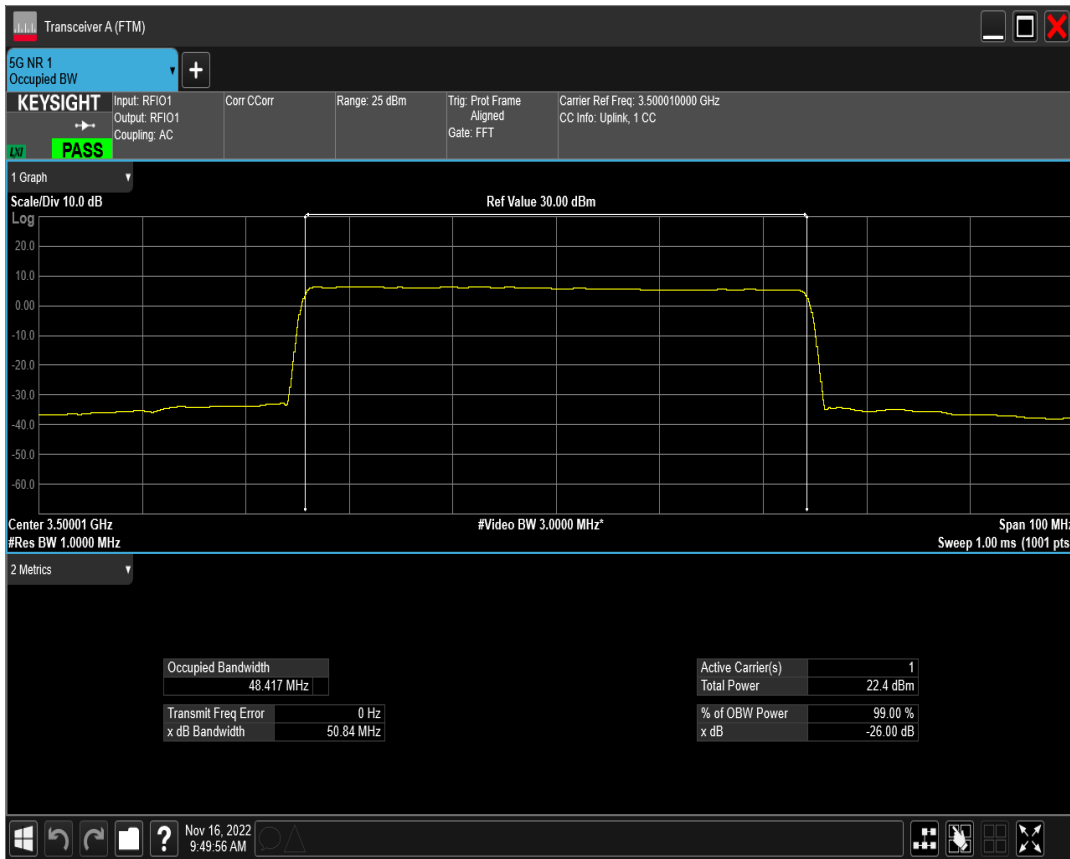 Transceiver A (FTM)
5G NR 1
Occupied BW
KEYSIGHT
LXI
PASS
Input: RFIO1
Output: RFIO1
Coupling: AC
Corr CCorr
Range: 25 dBm
Trig: Prot Frame
Aligned
Gate: FFT
Carrier Ref Freq: 3.500010000 GHz
CC Info: Uplink, 1 CC
1 Graph
Scale/Div 10.0 dB
Ref Value 30.00 dBm
Log
20.0
10.0
0.00
-10.0
-20.0
-30.0
-40.0
-50.0
-60.0
Center 3.50001 GHz
#Video BW 3.0000 MHz*
Span 100 MHz
#Res BW 1.0000 MHz
Sweep 1.00 ms (1001 pts
2 Metrics
Occupied Bandwidth
48.417 MHz
Transmit Freq Error 0 Hz
x dB Bandwidth 50.84 MHz
Active Carrier(s) 1
Total Power 22.4 dBm
% of OBW Power 99.00 %
x dB -26.00 dB
?
Nov 16, 2022
9:49:56 AM